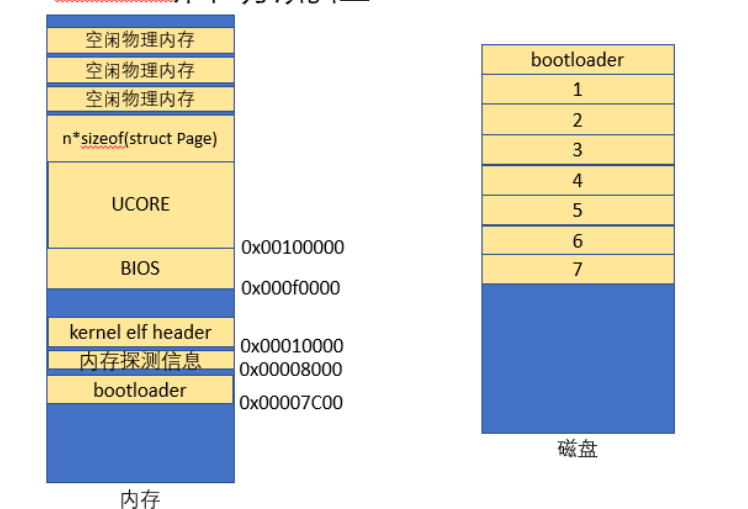 空闲物理内存
空闲物理内存
空闲物理内存
n*sizeof(struct Page)
UCORE
0x00100000
BIOS
0x000f0000
kernel elf header
0x00010000
内存探测信息
0x00008000
bootloader
0x00007C00
内存
bootloader
1
2
3
4
5
6
7
磁盘